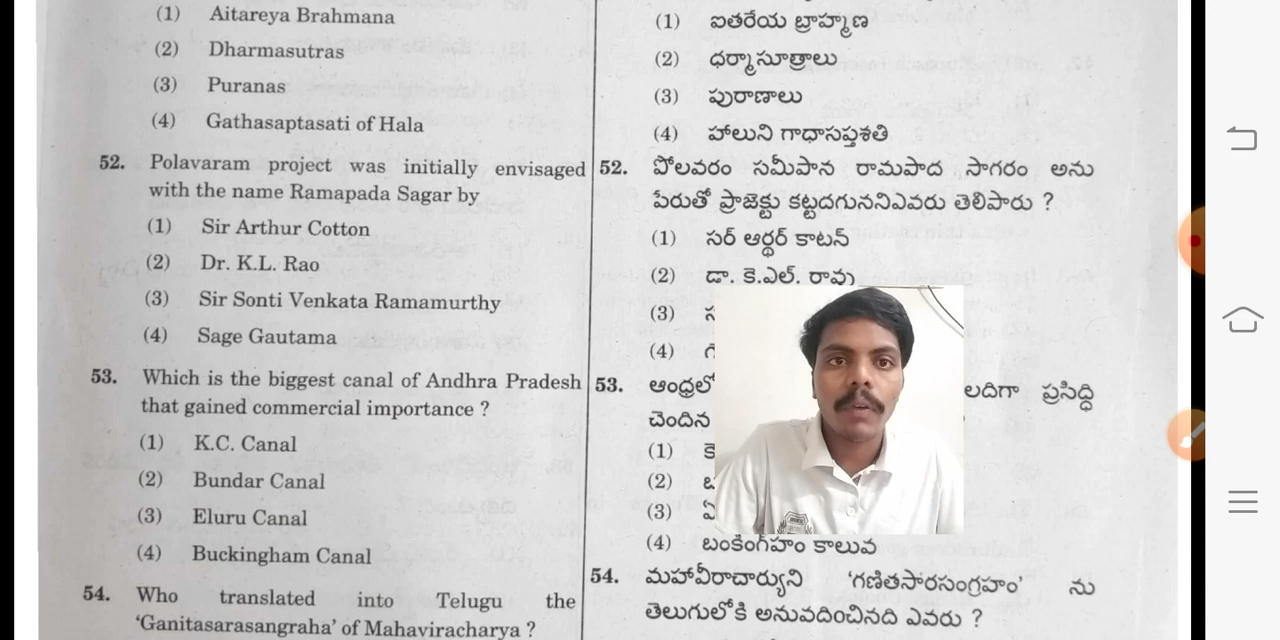 (1) Aitareya Brahmana
(2) Dharmasutras
(3) Puranas
(4) Gathasaptasati of Hala
52. Polavaram project was initially envisaged
with the name Ramapada Sagar by
(1) Sir Arthur Cotton
(2) Dr. K.L. Rao
(3) Sir Sonti Venkata Ramamurthy
(4) Sage Gautama
53. Which is the biggest canal of Andhra Pradesh
that gained commercial importance ?
(1) K.C. Canal
(2) Bundar Canal
(3) Eluru Canal
(4) Buckingham Canal
54. Who translated into Telugu the
‘Ganitasarasangraha’ of Mahaviracharya ?
(1) ఐతరేయ బ్రాహ్మణ
(2) ధర్మాసూత్రాలు
(3) పురాణాలు
(4) హాలుని గాధాసప్తశతి
52. పోలవరం సమీపాన రామపాద సాగరం అను
పేరుతో ప్రాజెక్టు కట్టదగుననిఎవరు తెలిపారు ?
(1) సర్ ఆర్థర్ కాటన్
(2) డా. కె.ఎల్. రావు
(3)
(4)
53. ఆంధ్రలో లదిగా ప్రసిద్ధి
చెందిన
(1)
(2)
(3)
(4) బంకింగ్‌హం కాలువ
54. మహావీరాచార్యుని ‘గణితసారసంగ్రహం’ ను
తెలుగులోకి అనువదించినది ఎవరు ?